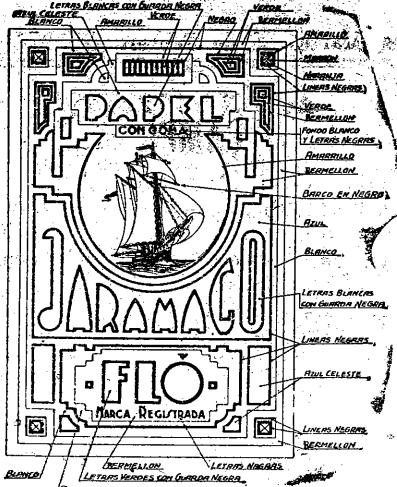 LETRAS BLANCAS CON GUARDA NEGRA
AZUL CELESTE
VERDE
VERDE
BLANCO
AMARILLO
NEGRO
BERMELLON
AMARILLO
MARRON
NARANJA
LINEAS NEGRAS
VERDE
BERMELLON
PAPEL
CON GOMA
FONDO BLANCO
Y LETRAS NEGRAS
AMARILLO
BERMELLON
BARCO EN NEGRO
AZUL
BLANCO
JARAMAGO
LETRAS BLANCAS
CON GUARDA NEGRA
LINEAS NEGRAS
FLO
AZUL CELESTE
MARCA REGISTRADA
LINEAS NEGRAS
BERMELLON
BERMELLON
LETRAS NEGRAS
BLANCO
LETRAS VERDES CON GUARDA NEGRA